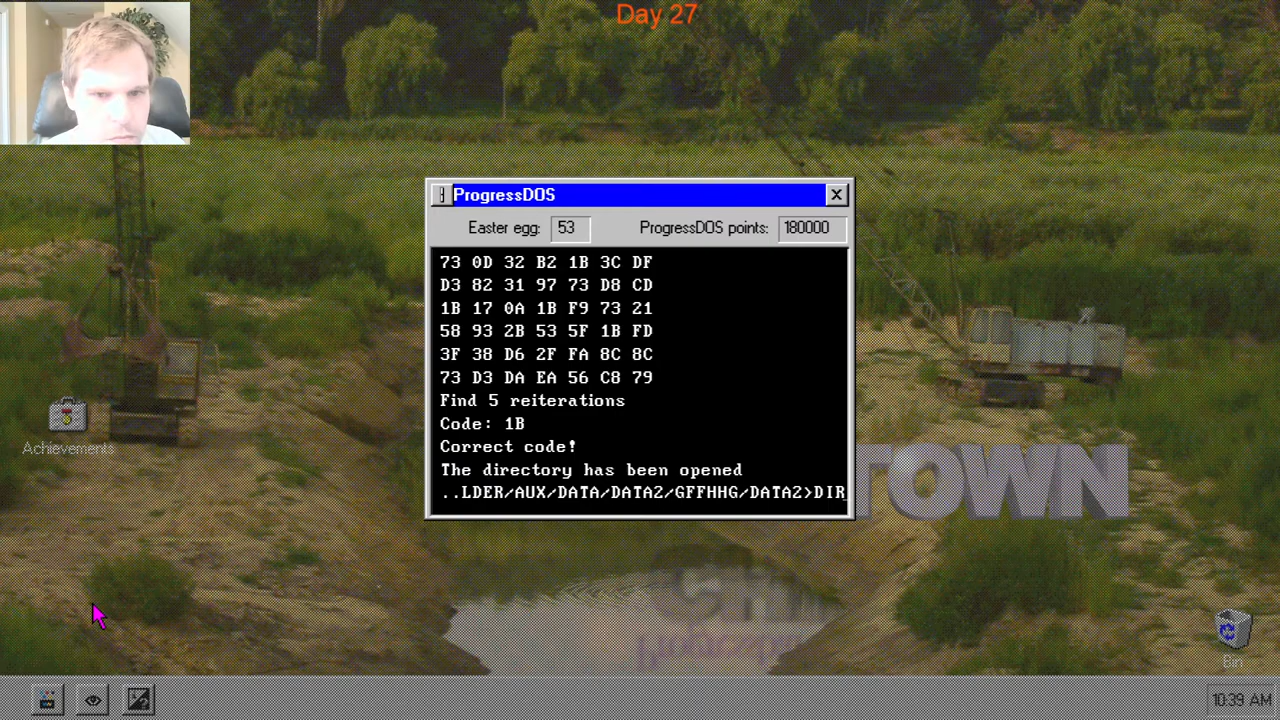 Day 27
ProgressDOS
Easter egg: 53 ProgressDOS points: 180000
73 0D 32 B2 1B 3C DF
D3 82 31 97 73 D8 CD
1B 17 0A 1B F9 73 21
58 93 2B 53 5F 1B FD
3F 38 D6 2F FA 8C 8C
73 D3 DA EA 56 C8 79
Find 5 reiterations
Code: 1B
Correct code!
The directory has been opened
..LDER/AUX/DATA/DATA2/GFFHHG/DATA2>DIR_
Achievements
TOWN
Bin
10:39 AM